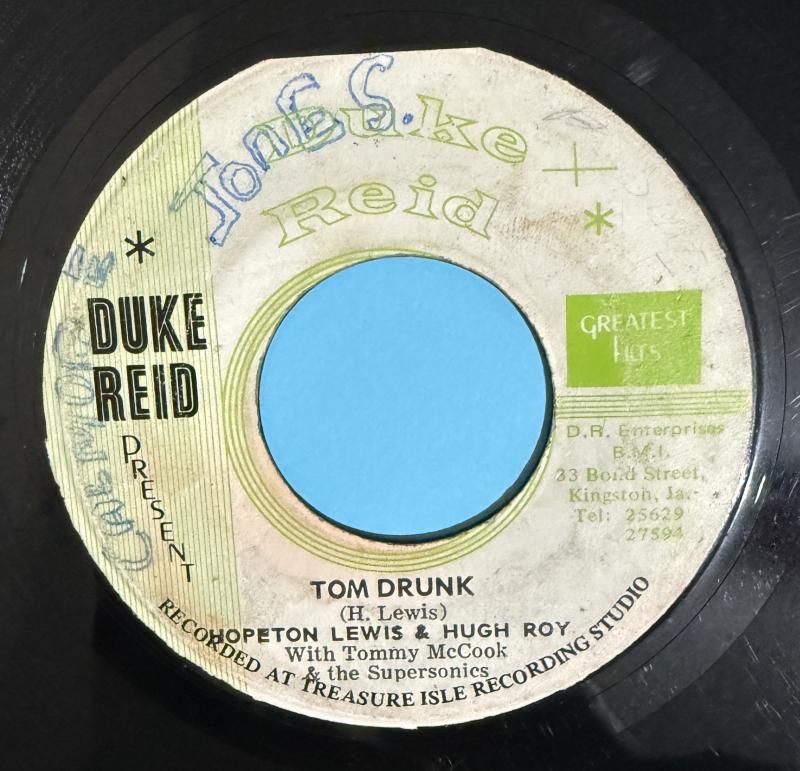 JonES.
Duke
Reid
DUKE
REID
PRESENT
GREATEST
HITS
D.R. Enterprises
B.M.I.
33 Bond Street,
Kingston, Ja.
Tel: 25629
27594
TOM DRUNK
(H. Lewis)
HOPETON LEWIS & HUGH ROY
With Tommy McCook
& the Supersonics
RECORDED AT TREASURE ISLE RECORDING STUDIO